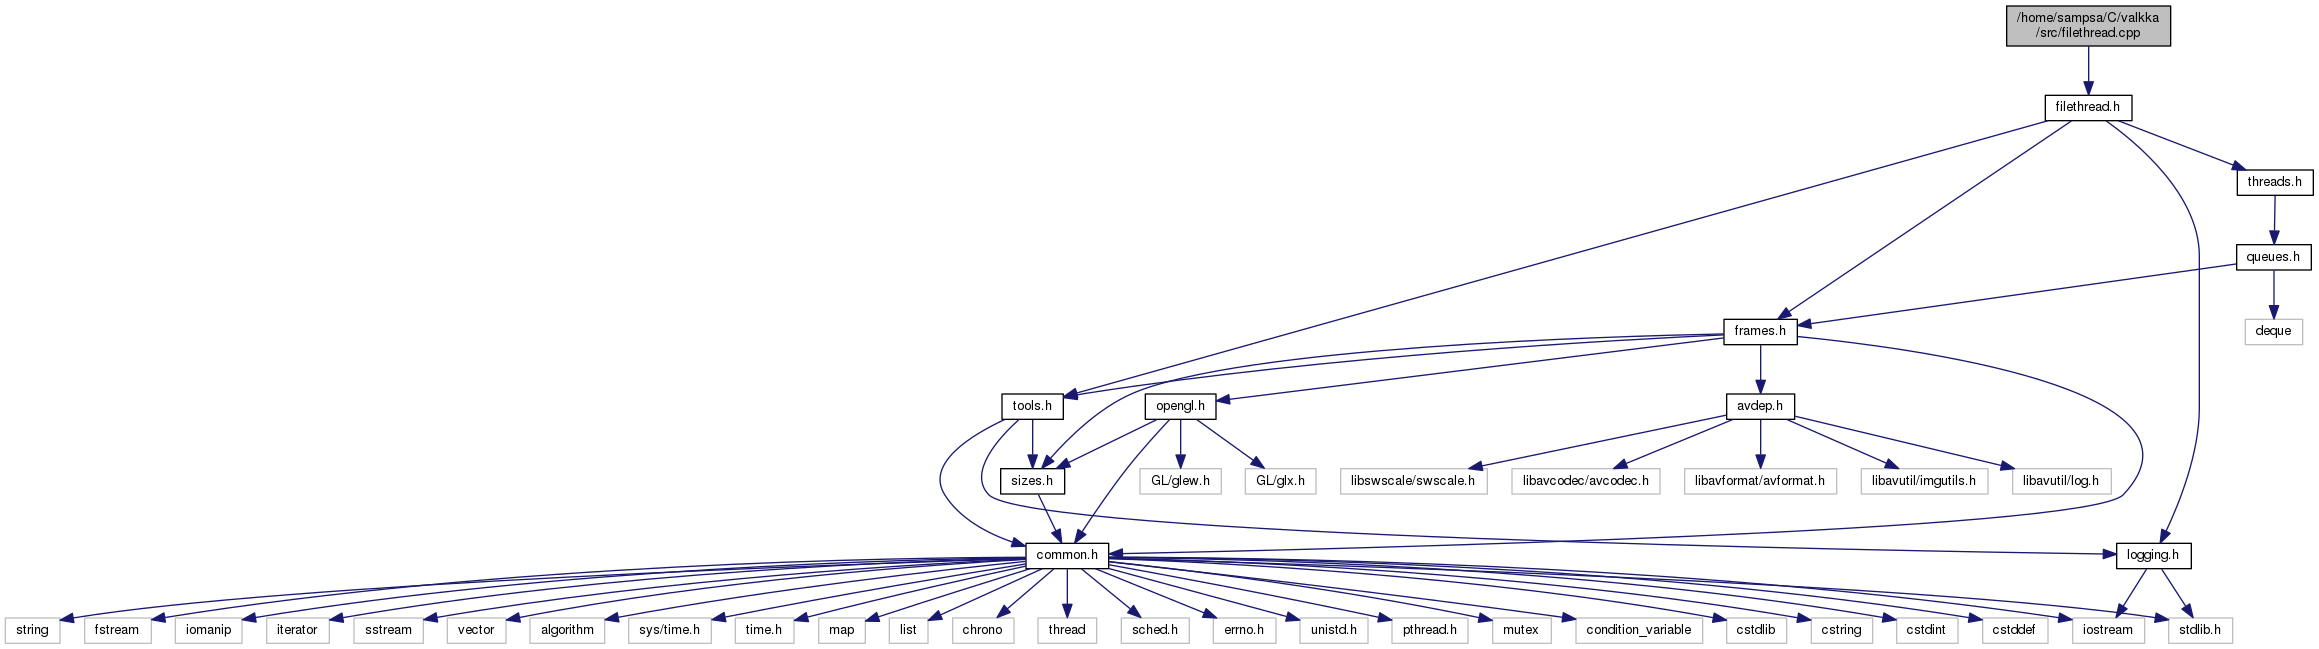 /home/sampsa/C/valkka
/src/filethread.cpp
filethread.h
threads.h
queues.h
frames.h
deque
tools.h
opengl.h
avdep.h
sizes.h
GL/glew.h
GL/glx.h
libswscale/swscale.h
libavcodec/avcodec.h
libavformat/avformat.h
libavutil/imgutils.h
libavutil/log.h
common.h
logging.h
string
fstream
iomanip
iterator
sstream
vector
algorithm
sys/time.h
time.h
map
list
chrono
thread
sched.h
errno.h
unistd.h
pthread.h
mutex
condition_variable
cstdlib
cstring
cstdint
cstddef
iostream
stdlib.h